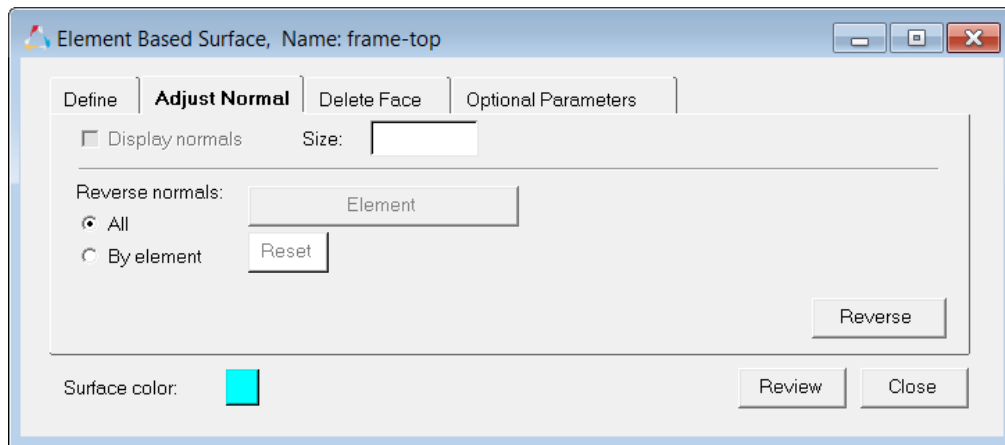 Element Based Surface,  Name: frame-top
Define Adjust Normal Delete Face Optional Parameters
Display normals Size:
Reverse normals: Element
All
By element Reset
Reverse
Surface color: Review Close